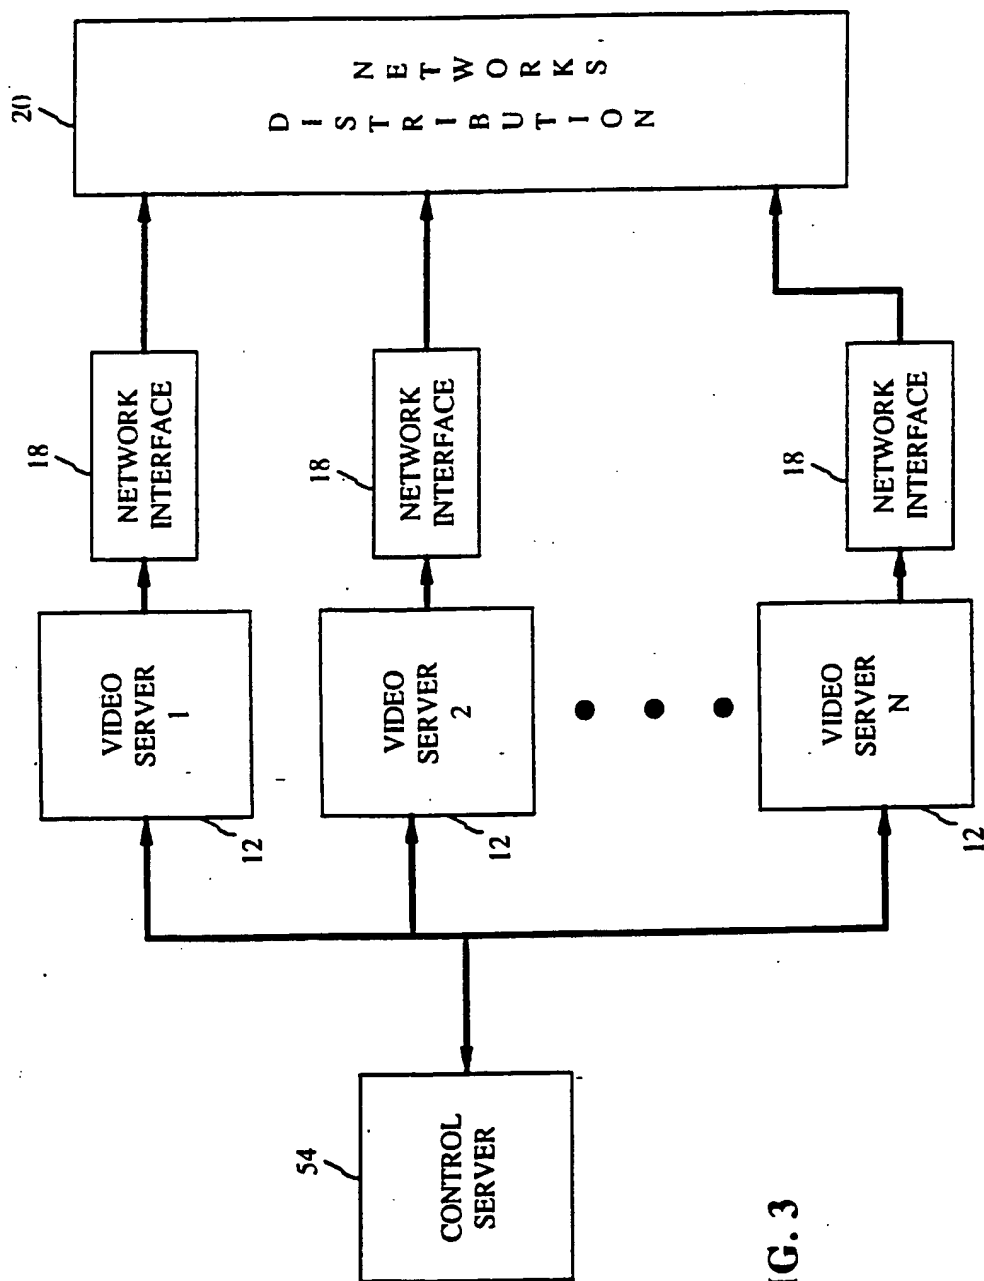 20
NETWORKS
DISTRIBUTION
18
NETWORK
INTERFACE
18
NETWORK
INTERFACE
18
NETWORK
INTERFACE
VIDEO
SERVER
1
12
VIDEO
SERVER
2
12
VIDEO
SERVER
N
12
54
CONTROL
SERVER
IG. 3